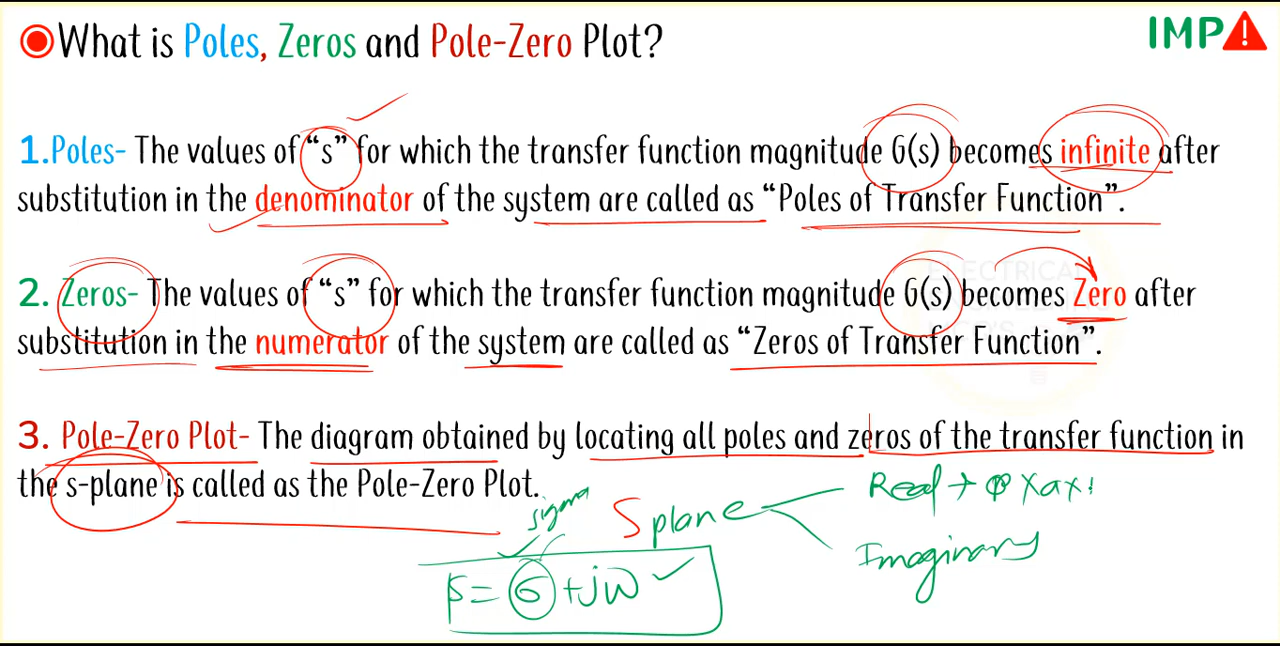 What is Poles, Zeros and Pole-Zero Plot?
IMP
1.Poles- The values of “s” for which the transfer function magnitude G(s) becomes infinite after
substitution in the denominator of the system are called as “Poles of Transfer Function”.
2. Zeros- The values of “s” for which the transfer function magnitude G(s) becomes Zero after
substitution in the numerator of the system are called as “Zeros of Transfer Function”.
3. Pole-Zero Plot- The diagram obtained by locating all poles and zeros of the transfer function in
the s-plane is called as the Pole-Zero Plot.
sigma
S plane
Real → X ax
Imaginary
s = σ + jω